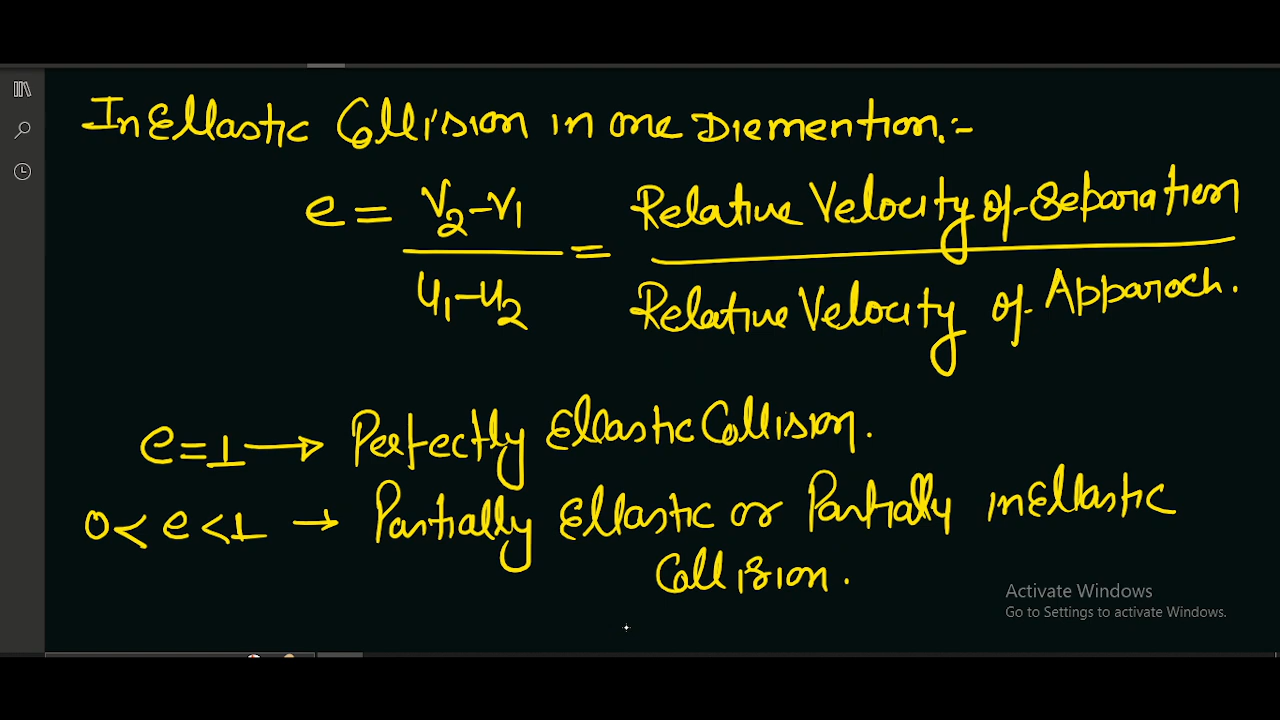 InEllastic Collision in one Diemention:-
e = V2-V1 / U1-U2 = Relative Velocity of Separation / Relative Velocity of Apparoch.
e=1 → Perfectly Ellastic Collision.
0< e <1 → Partially Ellastic or Partially inEllastic
Collision.
Activate Windows
Go to Settings to activate Windows.